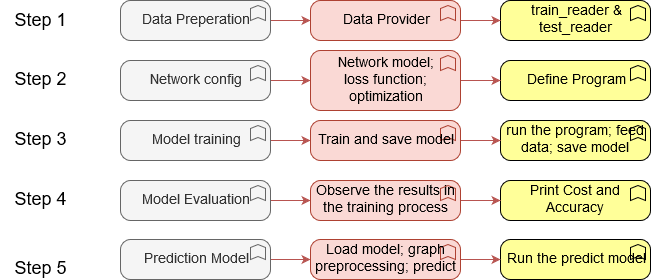 Step 1
Data Preperation
Data Provider
train_reader &
test_reader
Step 2
Network config
Network model;
loss function;
optimization
Define Program
Step 3
Model training
Train and save model
run the program; feed
data; save model
Step 4
Model Evaluation
Observe the results in
the training process
Print Cost and
Accuracy
Step 5
Prediction Model
Load model; graph
preprocessing; predict
Run the predict model